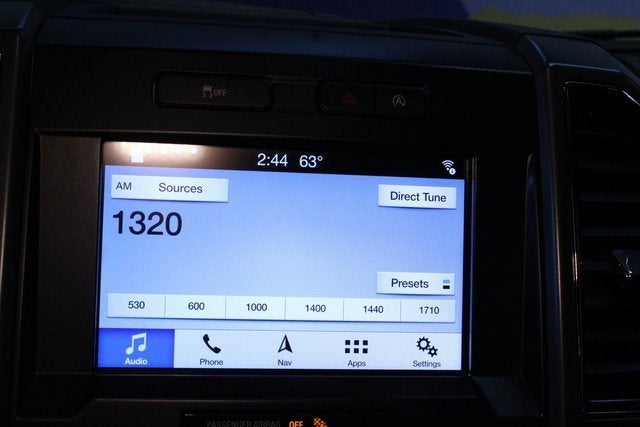 OFF
A
2:44 63°
AM Sources
Direct Tune
1320
Presets
530 600 1000 1400 1440 1710
Audio Phone Nav Apps Settings
PASSENGER AIRBAG OFF